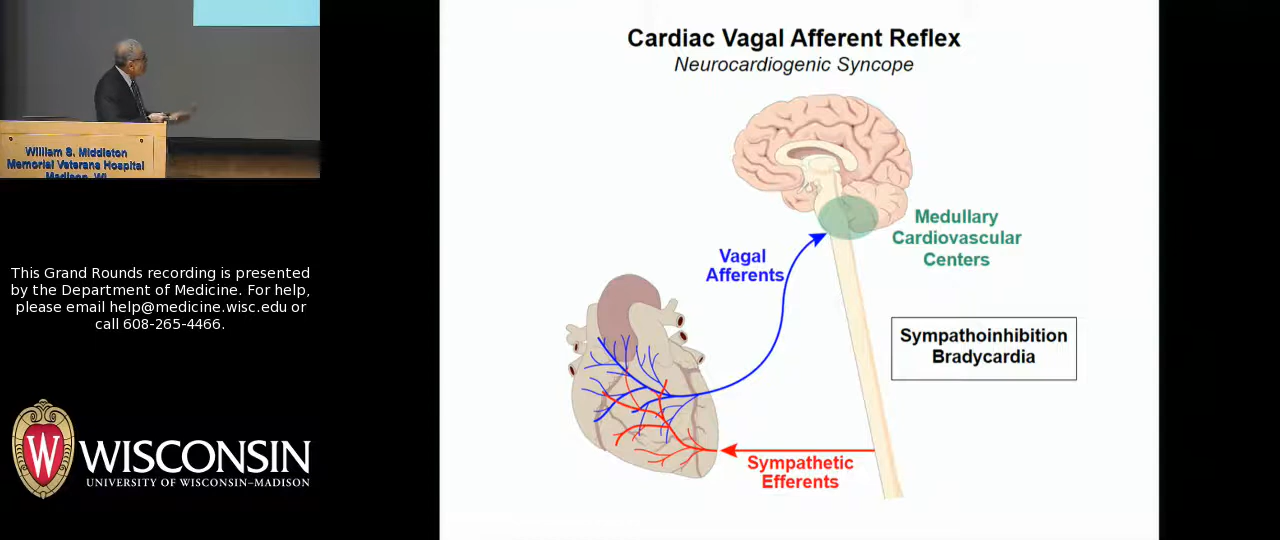 William S. Middleton
Memorial Veterans Hospital
Madison, WI
This Grand Rounds recording is presented
by the Department of Medicine. For help,
please email help@medicine.wisc.edu or
call 608-265-4466.
W
WISCONSIN
UNIVERSITY OF WISCONSIN–MADISON
Cardiac Vagal Afferent Reflex
Neurocardiogenic Syncope
Medullary
Cardiovascular
Centers
Vagal
Afferents
Sympathoinhibition
Bradycardia
Sympathetic
Efferents